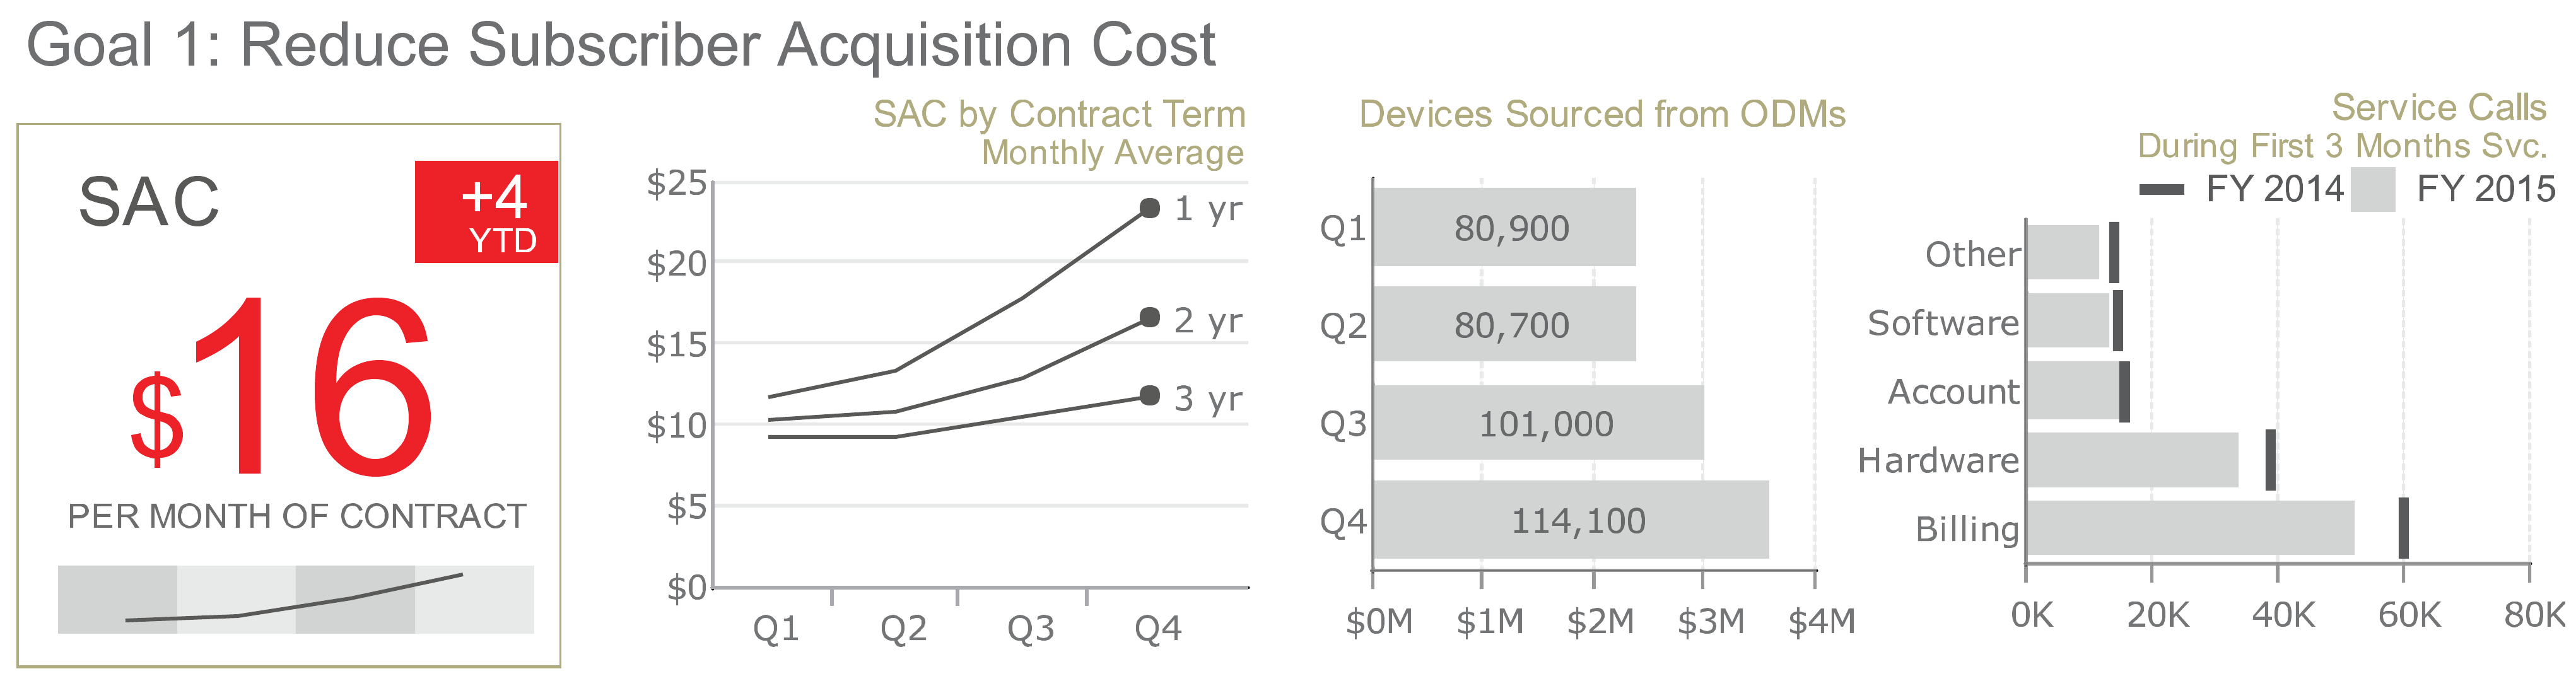 Goal 1: Reduce Subscriber Acquisition Cost
SAC
+4
YTD
$16
PER MONTH OF CONTRACT
SAC by Contract Term
Monthly Average
$25
$20
$15
$10
$5
$0
1 yr
2 yr
3 yr
Q1 Q2 Q3 Q4
Devices Sourced from ODMs
Q1 80,900
Q2 80,700
Q3 101,000
Q4 114,100
$0M $1M $2M $3M $4M
Service Calls
During First 3 Months Svc.
FY 2014 FY 2015
Other
Software
Account
Hardware
Billing
0K 20K 40K 60K 80K